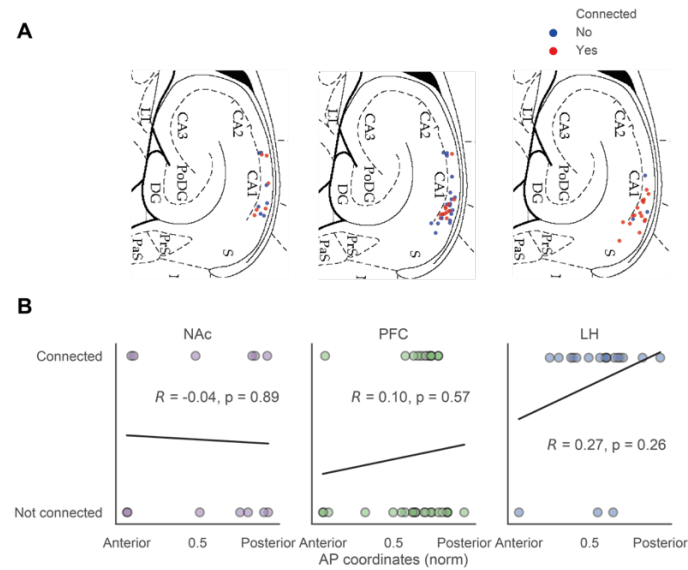 Connected
A
No
Yes
LI
CA3
CA2
CA1
PoDG
DG
PrS
PaS
S
CA3
CA2
CA1
PoDG
DG
PrS
PaS
S
CA3
CA2
CA1
PoDG
DG
PrS
PaS
S
B
NAc PFC LH
Connected
R = -0.04, p = 0.89
R = 0.10, p = 0.57
R = 0.27, p = 0.26
Not connected
Anterior 0.5 Posterior Anterior 0.5 Posterior Anterior 0.5 Posterior
AP coordinates (norm)